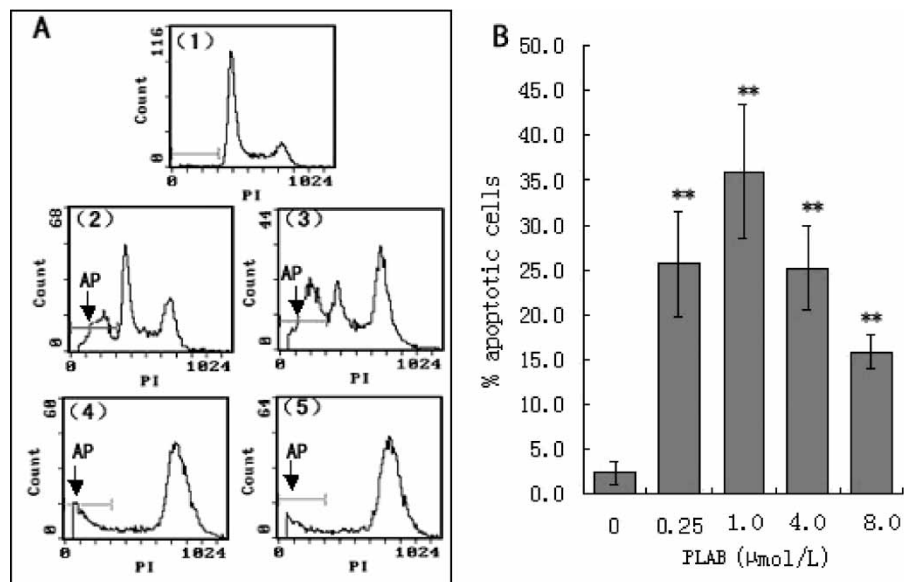 A
(1)
116
Count
0
0
1024
PI
(2)
68
AP
Count
0
0
1024
PI
(3)
44
AP
Count
0
0
1024
PI
(4)
60
AP
Count
0
0
1024
PI
(5)
64
AP
Count
0
0
1024
PI
B
50.0
45.0
40.0
35.0
30.0
25.0
20.0
15.0
10.0
5.0
0.0
% apoptotic cells
**
**
**
**
0 0.25 1.0 4.0 8.0
PLAB (μmol/L)